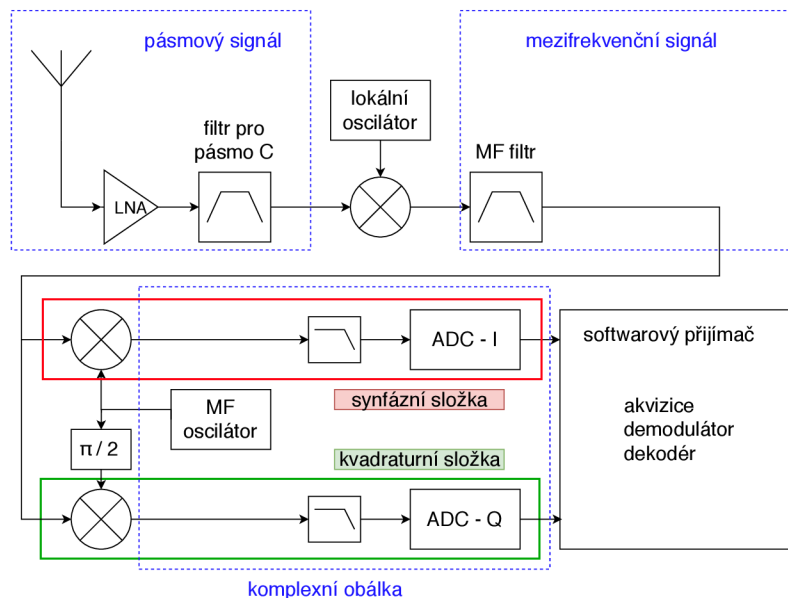 pásmový signál
mezifrekvenční signál
lokální
oscilátor
filtr pro
pásmo C
MF filtr
LNA
ADC - I
softwarový přijímač
synfázní složka
MF
oscilátor
akvizice
demodulátor
dekodér
π / 2
kvadraturní složka
ADC - Q
komplexní obálka